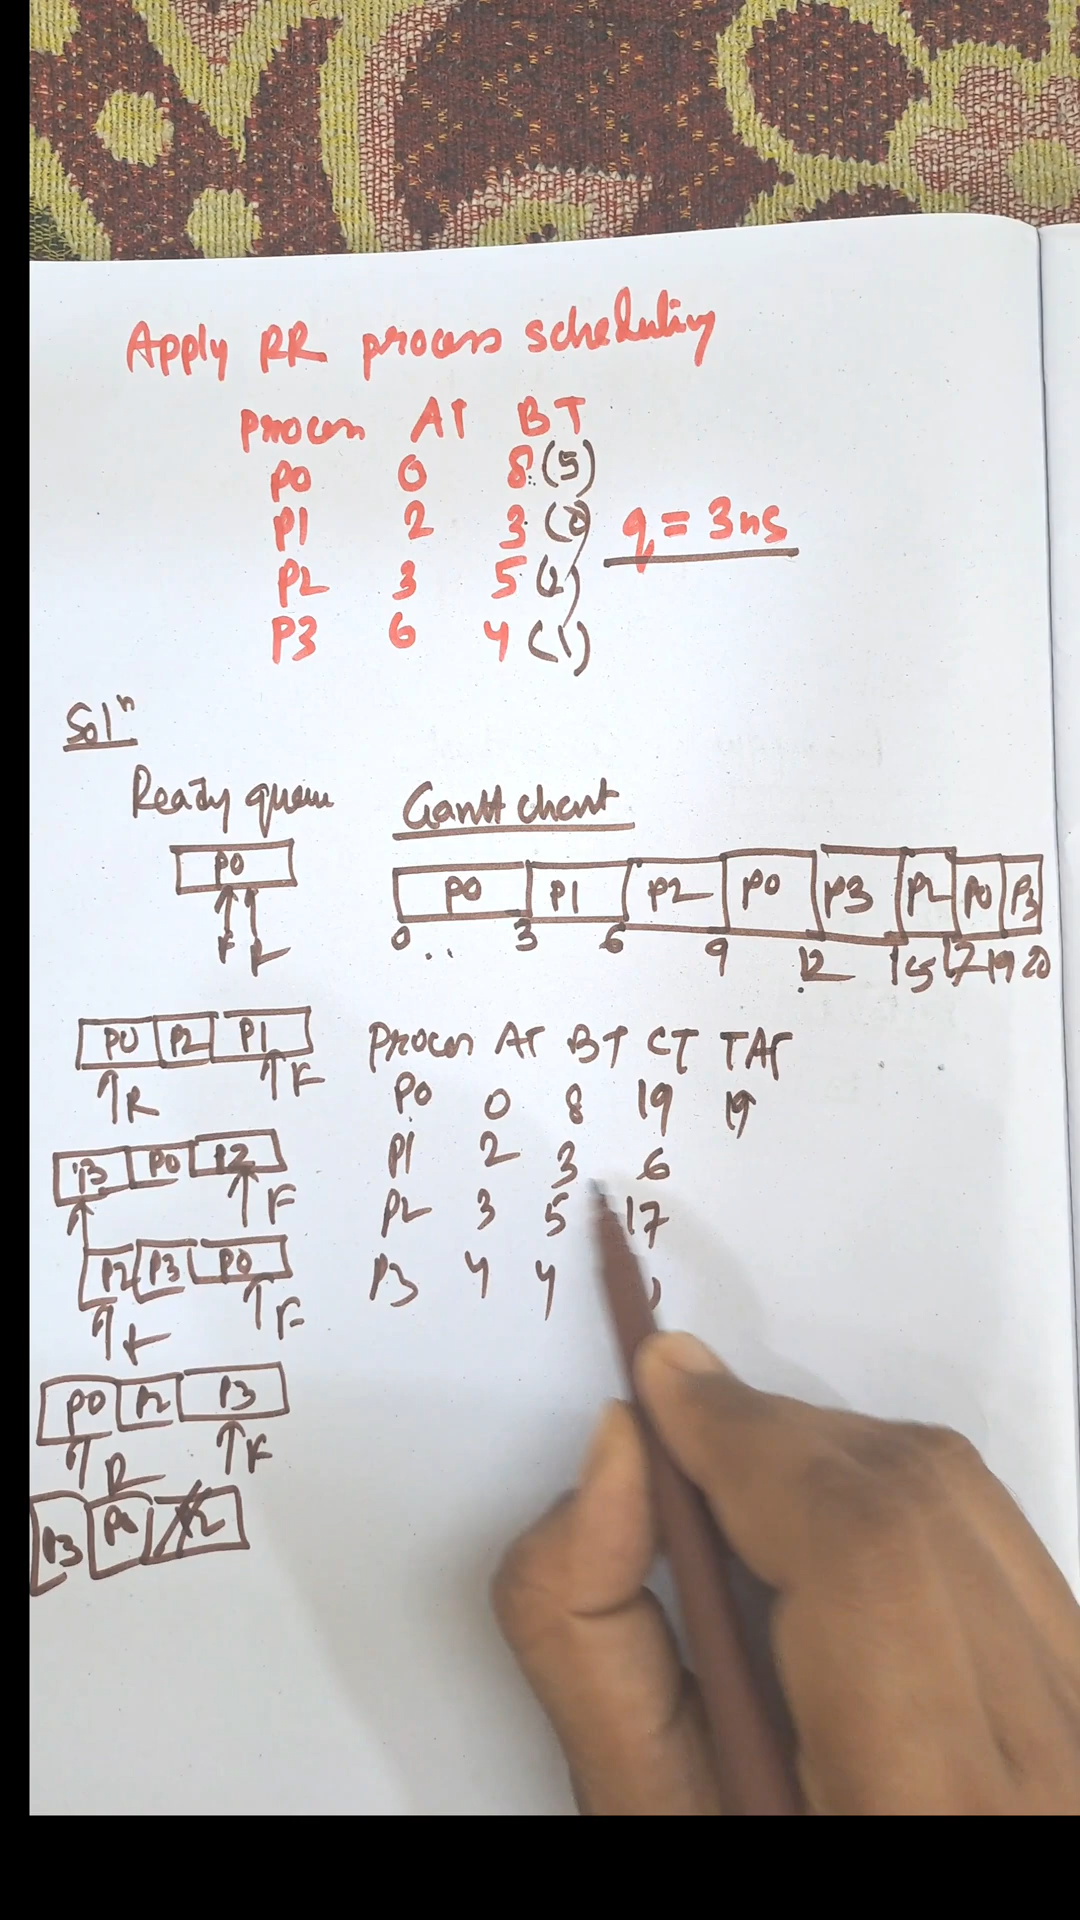 Apply RR process scheduling
Process AT BT
P0 0 8 (5)
P1 2 3 (0)
P2 3 5 (2)
P3 6 4 (1)
q = 3ns
Solⁿ
Ready queue
Gantt chart
P0
F R
P0 P1 P2 P0 P3 P2 P0 P3
0 3 6 9 12 15 17 19 20
P0 P2 P1
R F
P3 P0 P2
F
P2 P3 P0
F
P0 P2 P3
R F
P3 P0
Process AT BT CT TAT
P0 0 8 19 19
P1 2 3 6
P2 3 5 17
P3 4 4